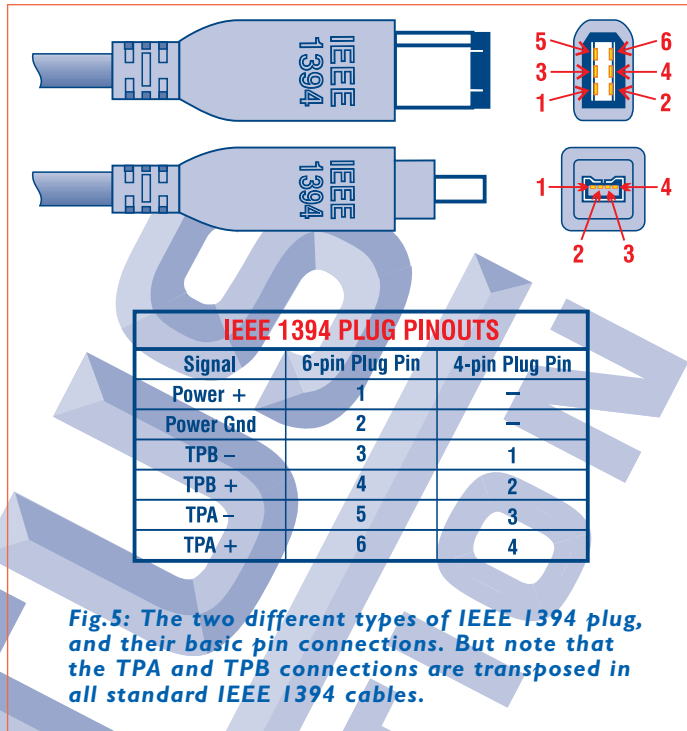 IEEE
1394
5 6
3 4
1 2
IEEE
1394
1 4
2 3
IEEE 1394 PLUG PINOUTS
Signal 6-pin Plug Pin 4-pin Plug Pin
Power + 1 –
Power Gnd 2 –
TPB – 3 1
TPB + 4 2
TPA – 5 3
TPA + 6 4
Fig.5: The two different types of IEEE 1394 plug,
and their basic pin connections. But note that
the TPA and TPB connections are transposed in
all standard IEEE 1394 cables.